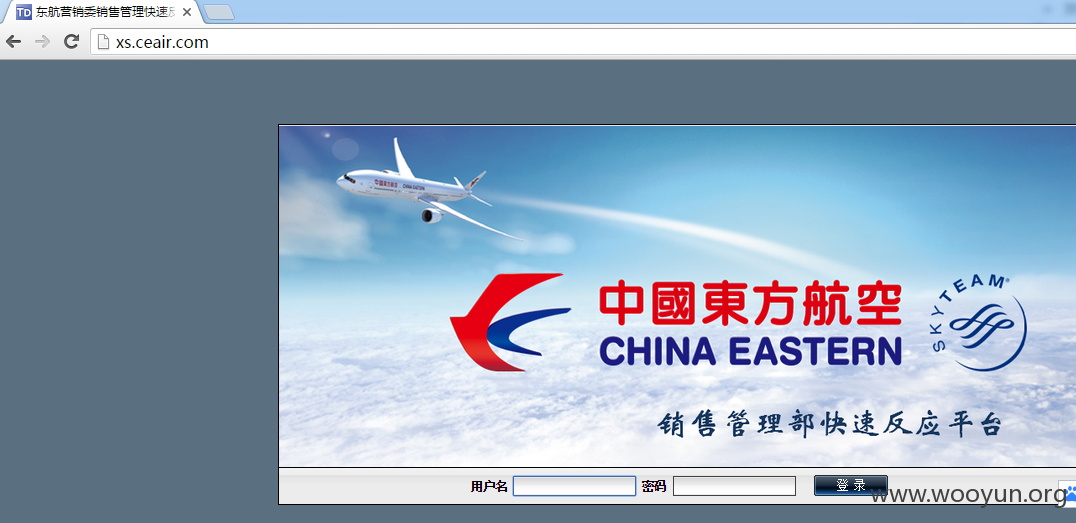 东航营销委销售管理快速反
xs.ceair.com
中國東方航空
CHINA EASTERN
SKYTEAM
销售管理部快速反应平台
用户名 密码 登 录
www.wooyun.org